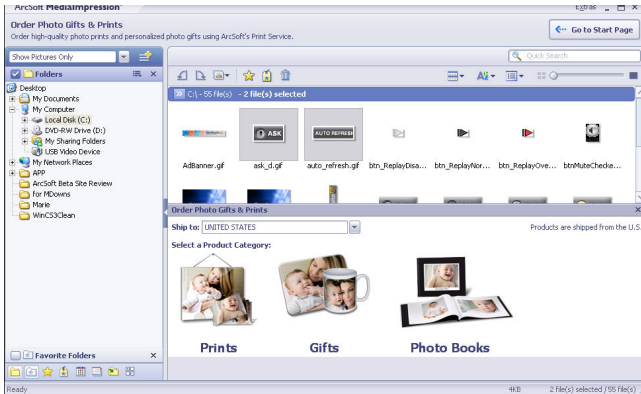 ArcSoft MediaImpression
Extras
Order Photo Gifts & Prints
Order high-quality photo prints and personalized photo gifts using ArcSoft's Print Service.
Go to Start Page
Show Pictures Only
Quick Search
Folders
Desktop
My Documents
My Computer
Local Disk (C:)
DVD-RW Drive (D:)
My Sharing Folders
USB Video Device
My Network Places
APP
ArcSoft Beta Site Review
for MDowns
Marie
WinCS3Clean
C:\ - 55 file(s) - 2 file(s) selected
ASK
AUTO REFRESH
AdBanner.gif ask_d.gif auto_refresh.gif btn_ReplayDisa... btn_ReplayNor... btn_ReplayOve... btnMuteChecke...
Order Photo Gifts & Prints
Ship to: UNITED STATES
Products are shipped from the U.S.
Select a Product Category:
Prints Gifts Photo Books
Favorite Folders
Ready
4KB 2 file(s) selected / 55 file(s)